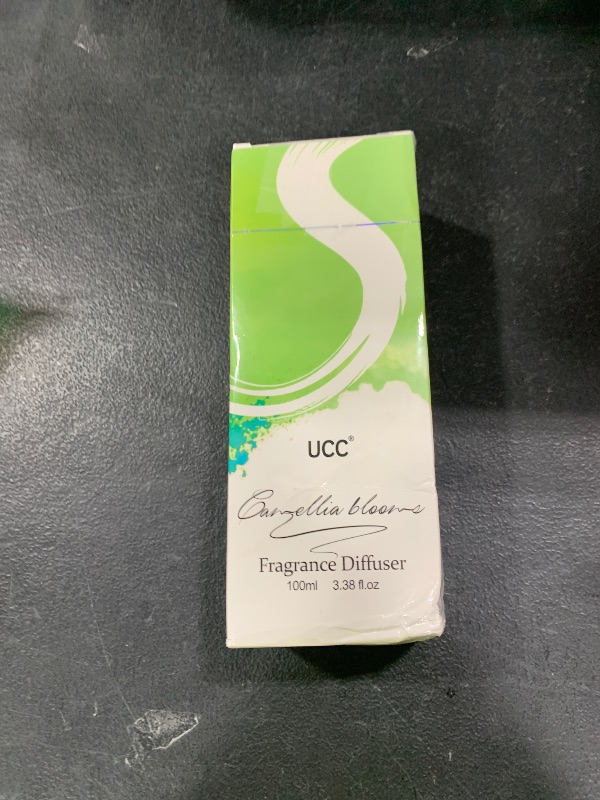 UCC®
Camellia blooms
Fragrance Diffuser
100ml 3.38 fl.oz